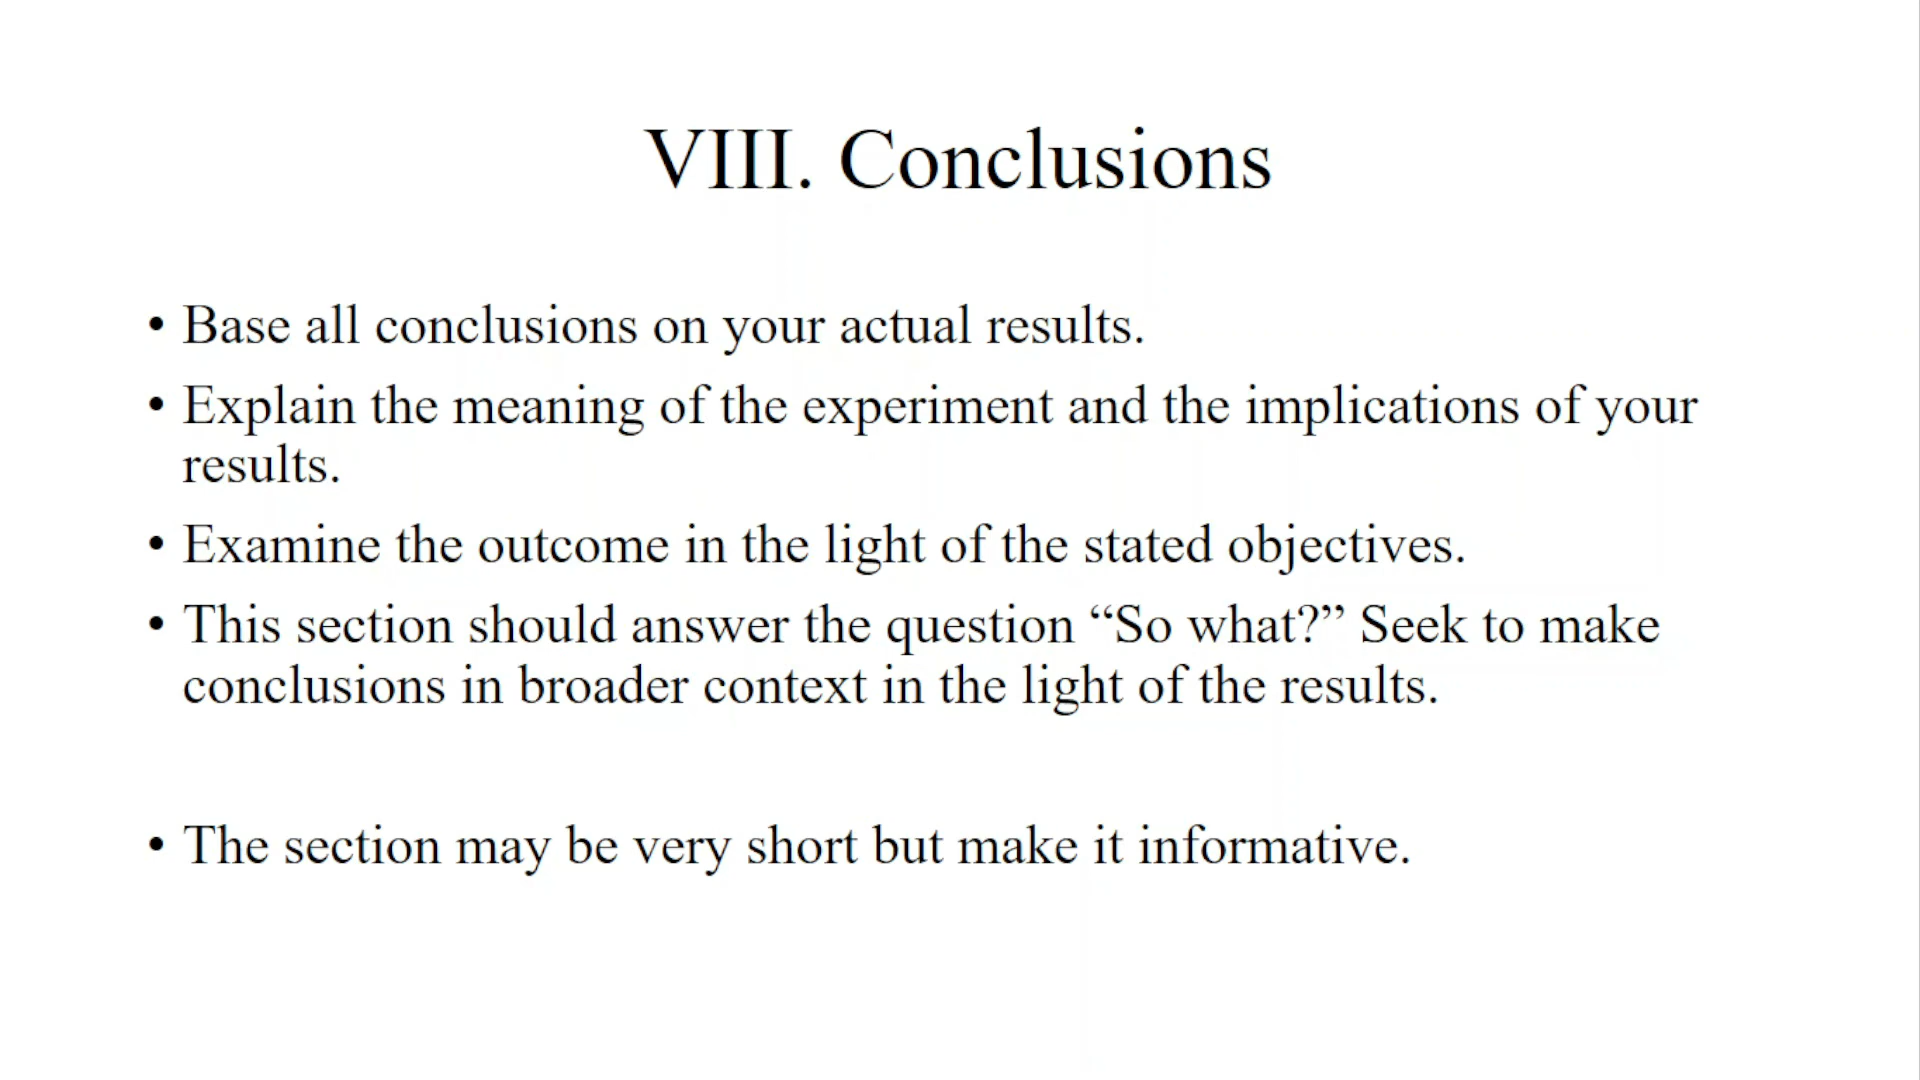 VIII. Conclusions
• Base all conclusions on your actual results.
• Explain the meaning of the experiment and the implications of your
results.
• Examine the outcome in the light of the stated objectives.
• This section should answer the question “So what?” Seek to make
conclusions in broader context in the light of the results.
• The section may be very short but make it informative.